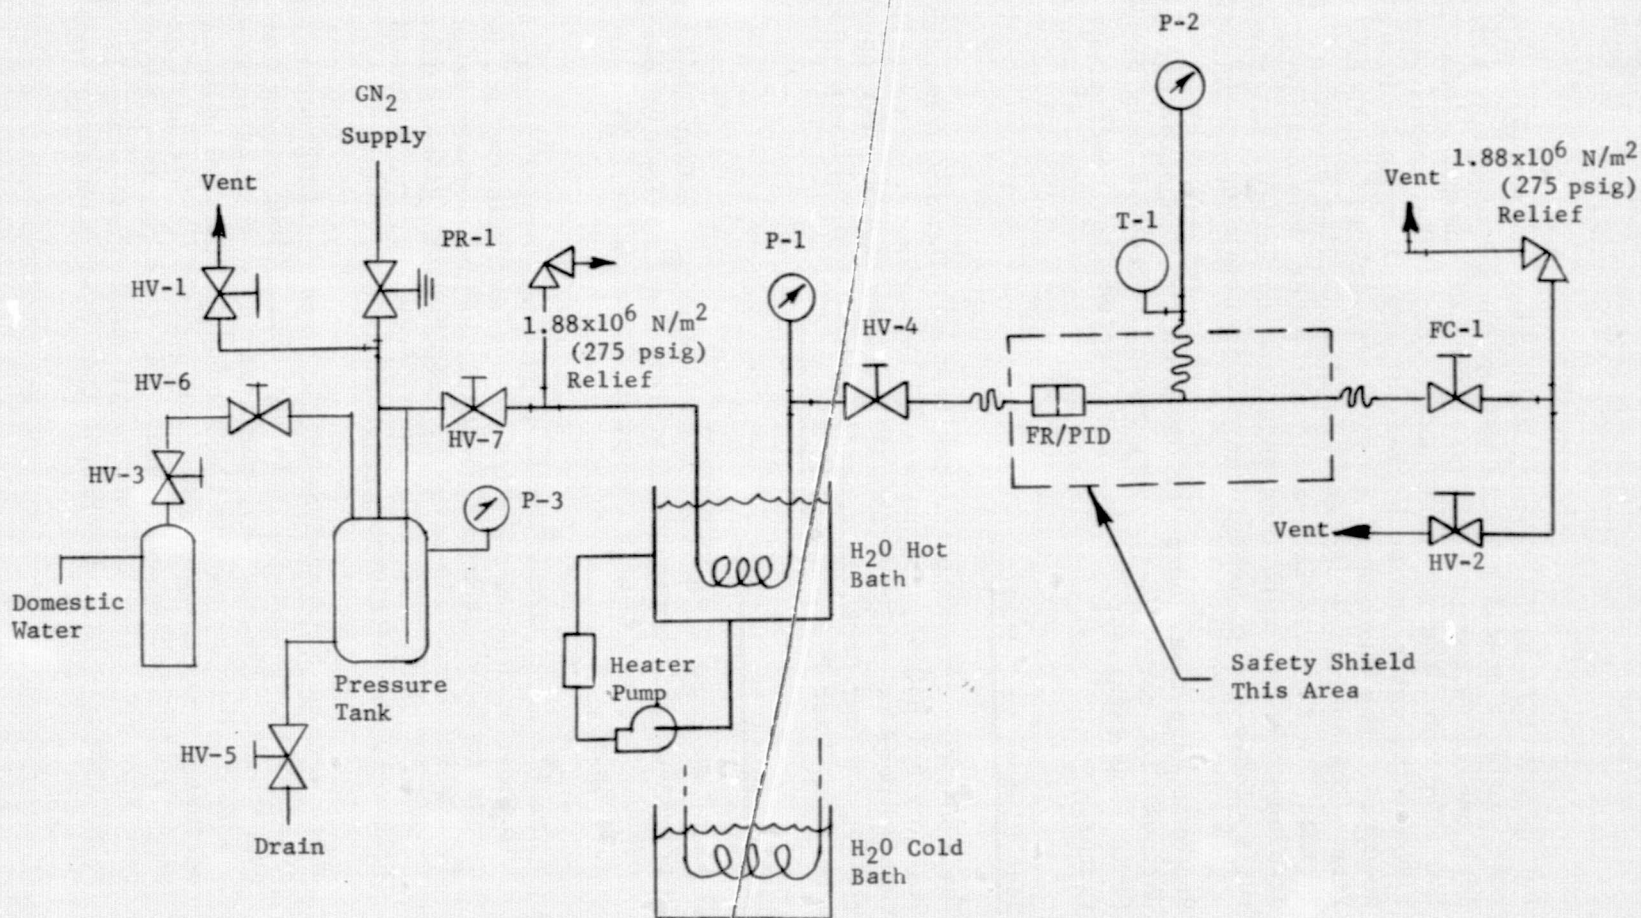 P-2
GN2
Supply
Vent
PR-1
HV-1
P-1
T-1
Vent
1.88x10^6 N/m^2
(275 psig)
Relief
1.88x10^6 N/m^2
(275 psig)
Relief
HV-4
FC-1
HV-6
HV-7
FR/PID
HV-3
P-3
H2O Hot
Bath
Vent
HV-2
Domestic
Water
Pressure
Tank
Heater
Pump
Safety Shield
This Area
HV-5
Drain
H2O Cold
Bath